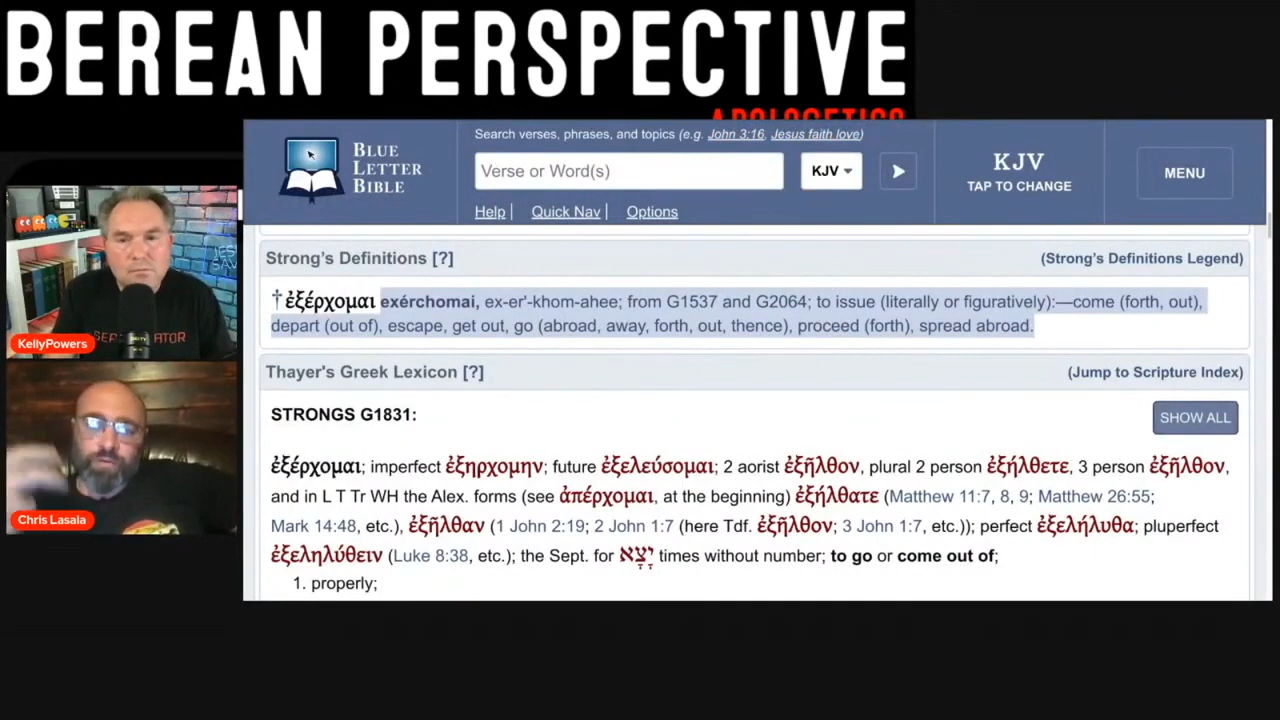 BEREAN PERSPECTIVE
APOLOGETICS
BLUE
LETTER
BIBLE
Search verses, phrases, and topics (e.g. John 3:16, Jesus faith love)
Verse or Word(s)
KJV
Help| Quick Nav| Options
KJV
TAP TO CHANGE
MENU
Strong's Definitions [?] (Strong's Definitions Legend)
†ἐξέρχομαι exérchomai, ex-er'-khom-ahee; from G1537 and G2064; to issue (literally or figuratively):—come (forth, out),
depart (out of), escape, get out, go (abroad, away, forth, out, thence), proceed (forth), spread abroad.
Thayer's Greek Lexicon [?] (Jump to Scripture Index)
STRONGS G1831:
SHOW ALL
ἐξέρχομαι; imperfect ἐξηρχομην; future ἐξελεύσομαι; 2 aorist ἐξῆλθον, plural 2 person ἐξήλθετε, 3 person ἐξῆλθον,
and in L T Tr WH the Alex. forms (see ἀπέρχομαι, at the beginning) ἐξήλθατε (Matthew 11:7, 8, 9; Matthew 26:55;
Mark 14:48, etc.), ἐξῆλθαν (1 John 2:19; 2 John 1:7 (here Tdf. ἐξῆλθον; 3 John 1:7, etc.)); perfect ἐξελήλυθα; pluperfect
ἐξεληλύθειν (Luke 8:38, etc.); the Sept. for יָצָא times without number; to go or come out of;
1. properly;
KellyPowers
Chris Lasala